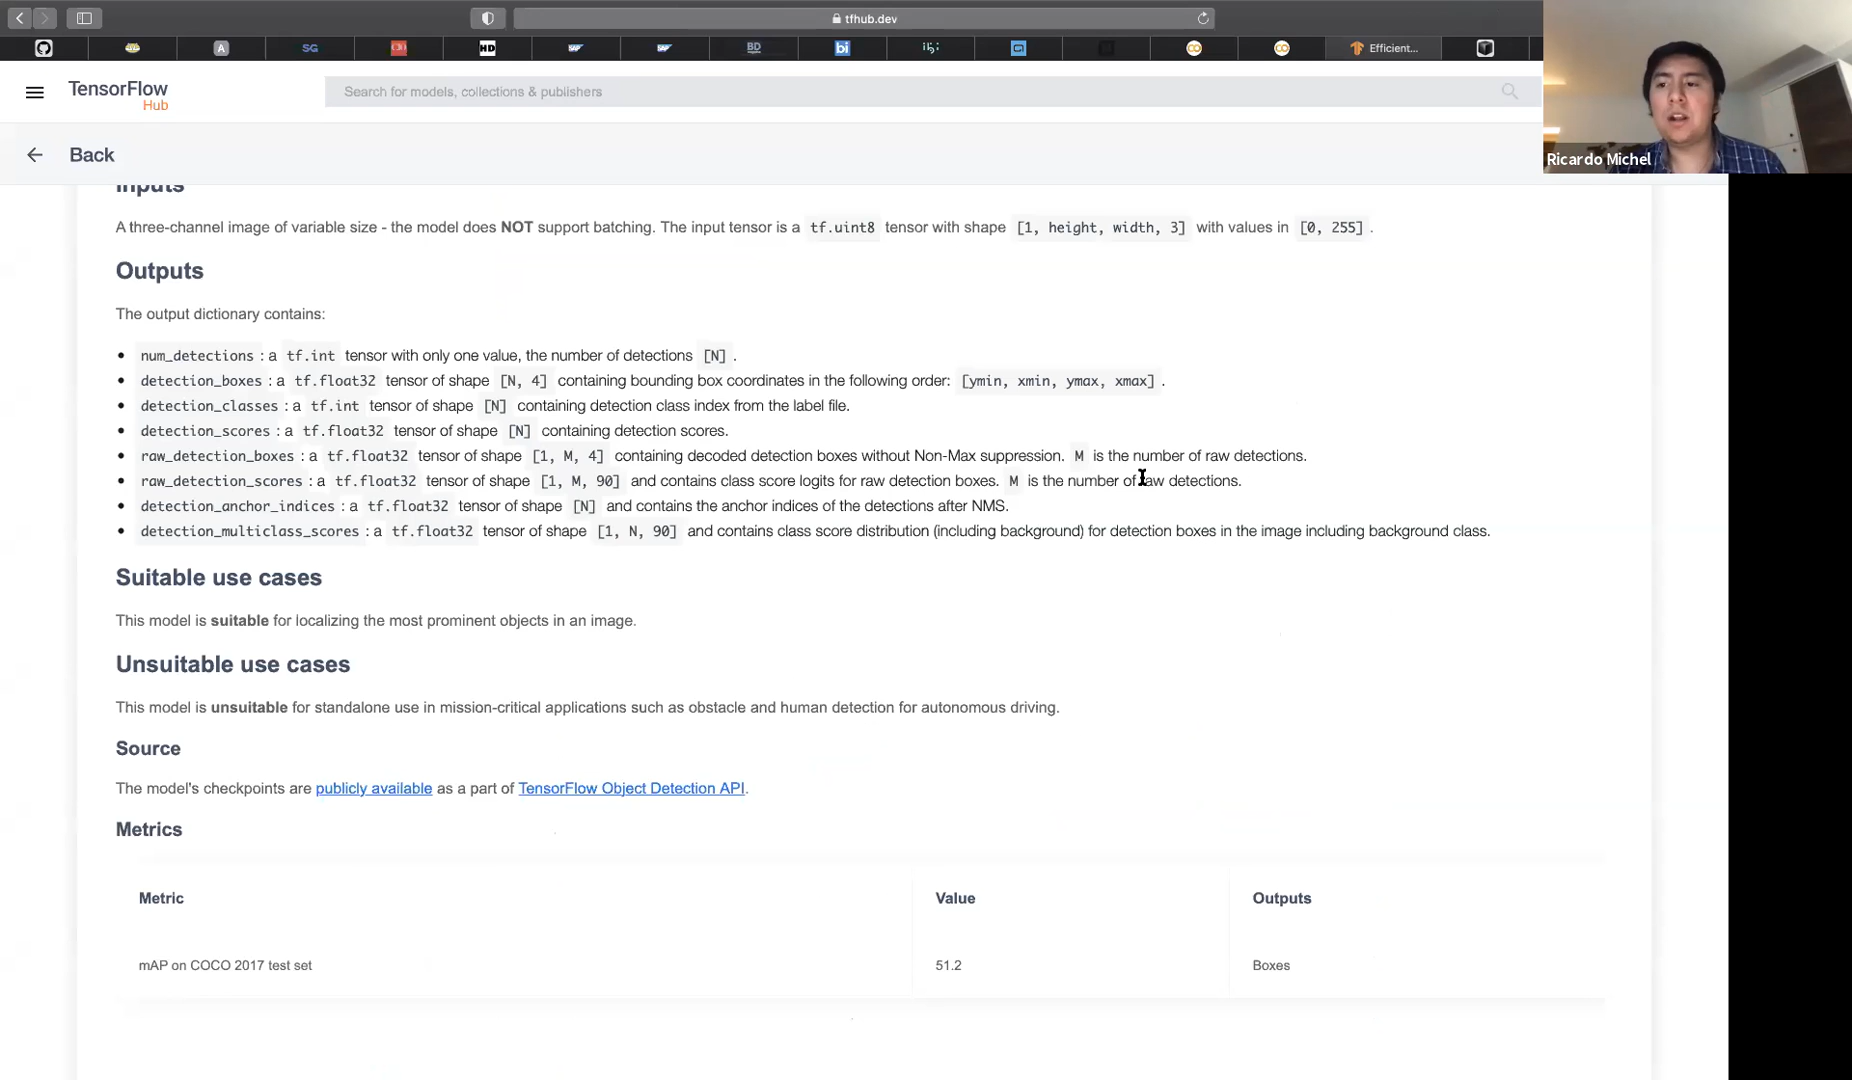 tfhub.dev
A
SG
HD
BD
bi
Efficient...
TensorFlow
Hub
Search for models, collections & publishers
Back
Ricardo Michel
Inputs
A three-channel image of variable size - the model does NOT support batching. The input tensor is a tf.uint8 tensor with shape [1, height, width, 3] with values in [0, 255].
Outputs
The output dictionary contains:
num_detections : a tf.int tensor with only one value, the number of detections [N].
detection_boxes : a tf.float32 tensor of shape [N, 4] containing bounding box coordinates in the following order: [ymin, xmin, ymax, xmax].
detection_classes : a tf.int tensor of shape [N] containing detection class index from the label file.
detection_scores : a tf.float32 tensor of shape [N] containing detection scores.
raw_detection_boxes : a tf.float32 tensor of shape [1, M, 4] containing decoded detection boxes without Non-Max suppression. M is the number of raw detections.
raw_detection_scores : a tf.float32 tensor of shape [1, M, 90] and contains class score logits for raw detection boxes. M is the number of raw detections.
detection_anchor_indices : a tf.float32 tensor of shape [N] and contains the anchor indices of the detections after NMS.
detection_multiclass_scores : a tf.float32 tensor of shape [1, N, 90] and contains class score distribution (including background) for detection boxes in the image including background class.
Suitable use cases
This model is suitable for localizing the most prominent objects in an image.
Unsuitable use cases
This model is unsuitable for standalone use in mission-critical applications such as obstacle and human detection for autonomous driving.
Source
The model's checkpoints are publicly available as a part of TensorFlow Object Detection API.
Metrics
Metric Value Outputs
mAP on COCO 2017 test set 51.2 Boxes